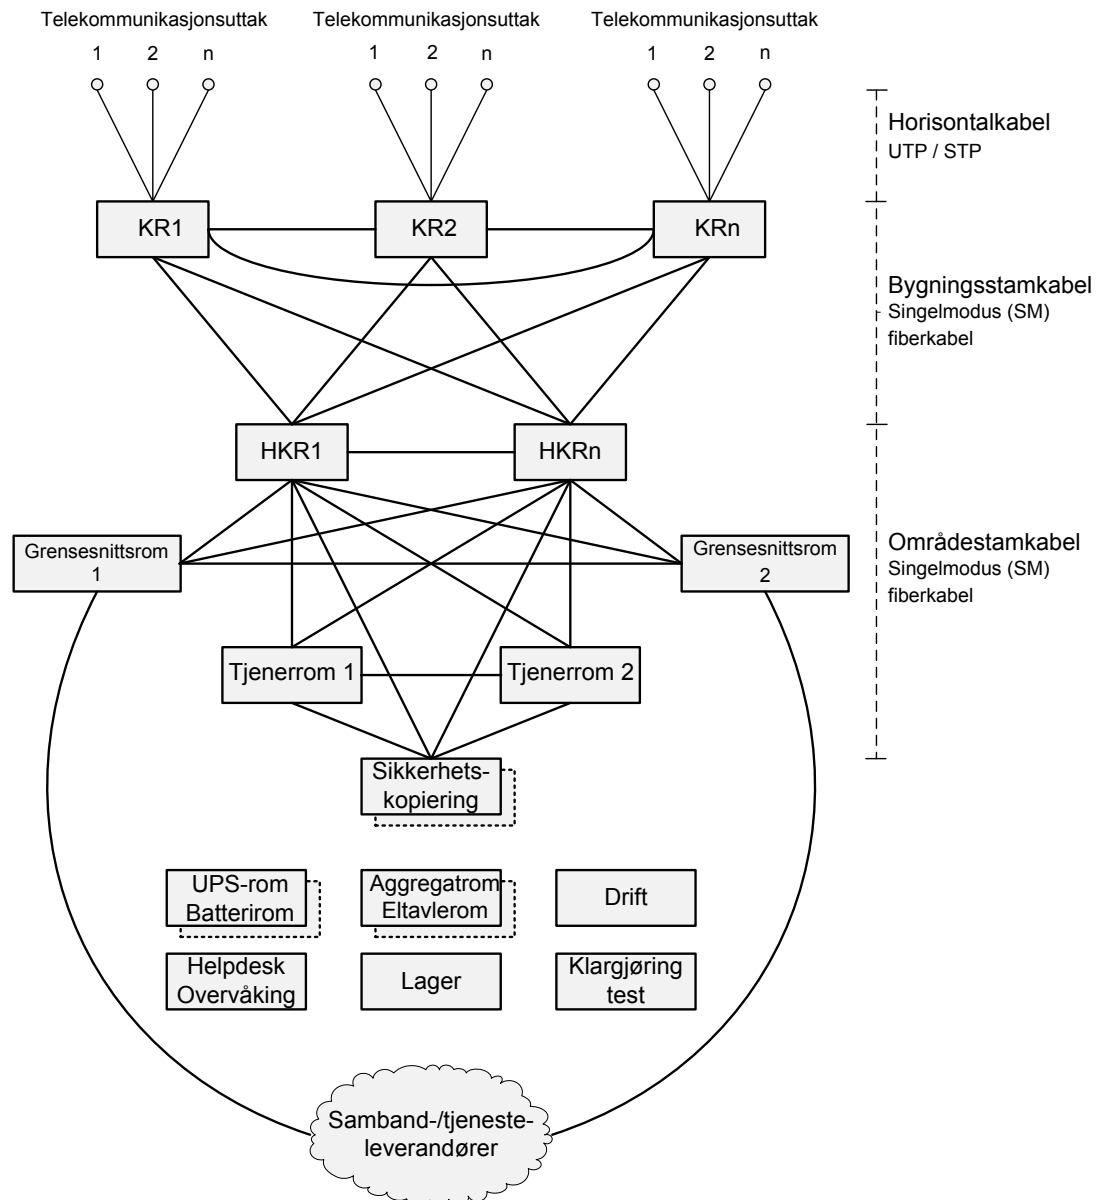 Telekommunikasjonsuttak
Telekommunikasjonsuttak
Telekommunikasjonsuttak
1 2 n
1 2 n
1 2 n
Horisontalkabel
UTP / STP
KR1
KR2
KRn
Bygningsstamkabel
Singelmodus (SM)
fiberkabel
HKR1
HKRn
Grensesnittsrom
1
Grensesnittsrom
2
Områdestamkabel
Singelmodus (SM)
fiberkabel
Tjenerrom 1
Tjenerrom 2
Sikkerhets-
kopiering
UPS-rom
Batterirom
Aggregatrom
Eltavlerom
Drift
Helpdesk
Overvåking
Lager
Klargjøring
test
Samband-/tjeneste-
leverandører